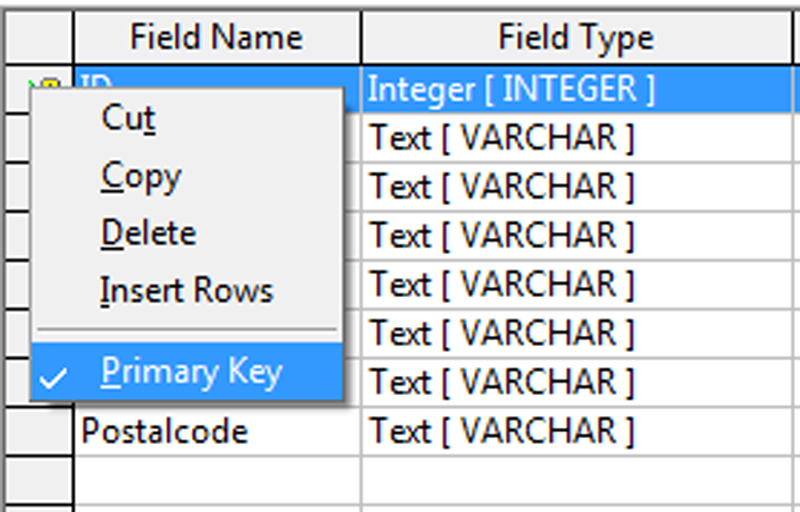 Field Name Field Type
ID Integer [ INTEGER ]
Cut Text [ VARCHAR ]
Copy Text [ VARCHAR ]
Delete Text [ VARCHAR ]
Insert Rows Text [ VARCHAR ]
Text [ VARCHAR ]
Primary Key Text [ VARCHAR ]
Postalcode Text [ VARCHAR ]